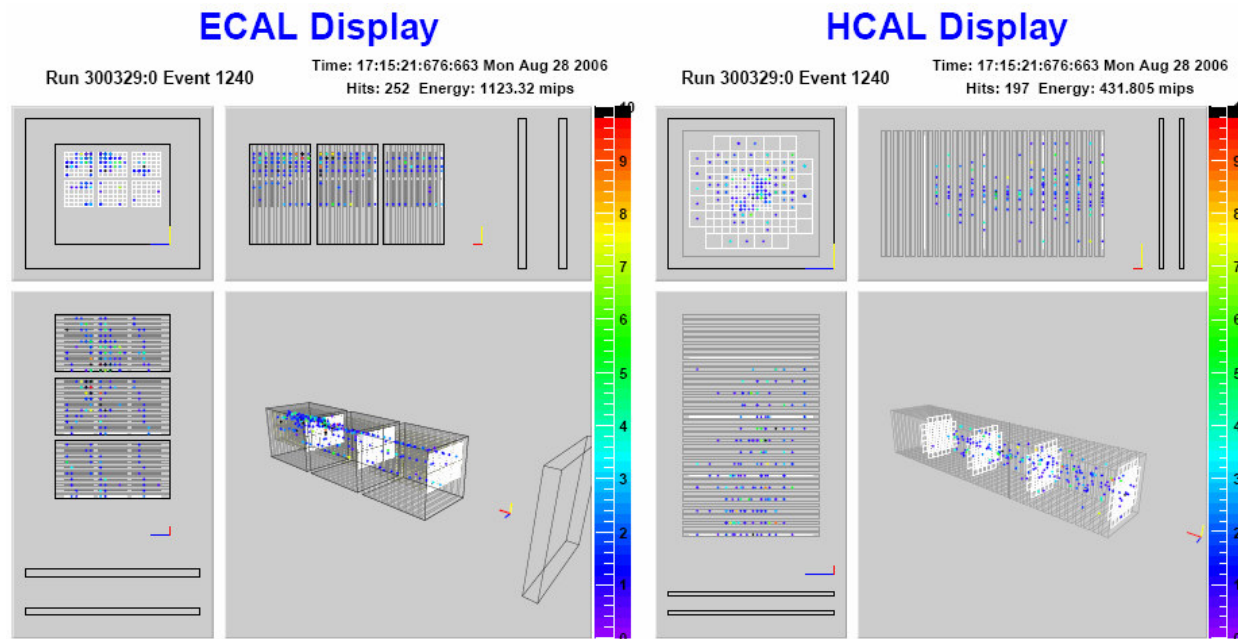 ECAL Display
Run 300329:0 Event 1240
Time: 17:15:21:676:663 Mon Aug 28 2006
Hits: 252 Energy: 1123.32 mips
10
9
8
7
6
5
4
3
2
1
0
HCAL Display
Run 300329:0 Event 1240
Time: 17:15:21:676:663 Mon Aug 28 2006
Hits: 197 Energy: 431.805 mips
9
8
7
6
5
4
3
2
1